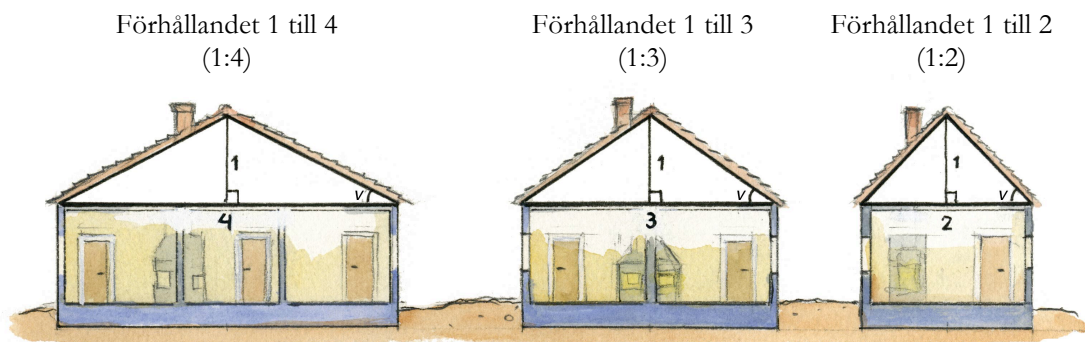 Förhållandet 1 till 4
(1:4)
Förhållandet 1 till 3
(1:3)
Förhållandet 1 till 2
(1:2)
1
v
4
1
v
3
1
v
2